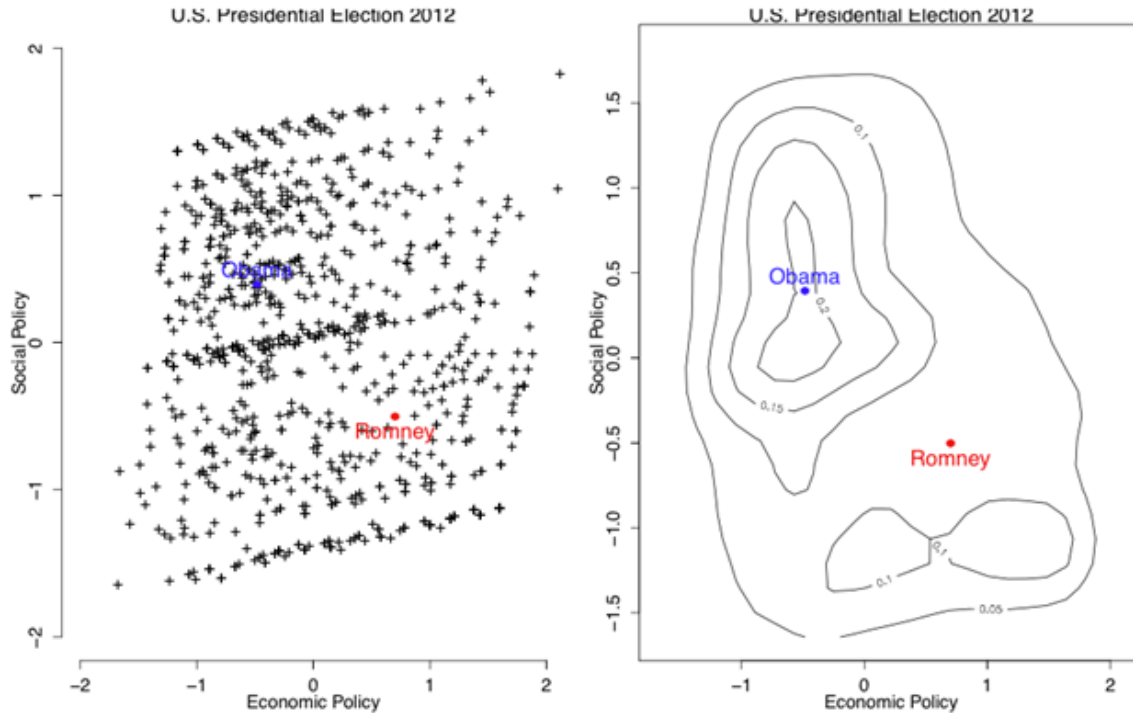 U.S. Presidential Election 2012
2
1
0
−1
−2
Social Policy
Obama
Romney
−2
−1
0
1
2
Economic Policy
U.S. Presidential Election 2012
1.5
1.0
0.5
0.0
−0.5
−1.0
−1.5
Social Policy
0.1
Obama
0.2
0.15
Romney
0.1
0.1
0.05
−1
0
1
2
Economic Policy